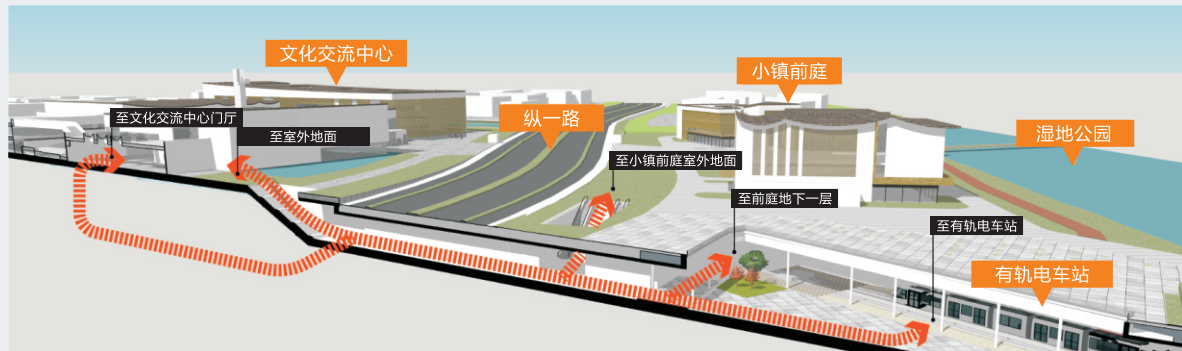 文化交流中心
小镇前庭
纵一路
湿地公园
至文化交流中心门厅
至室外地面
至小镇前庭室外地面
至前庭地下一层
至有轨电车站
有轨电车站